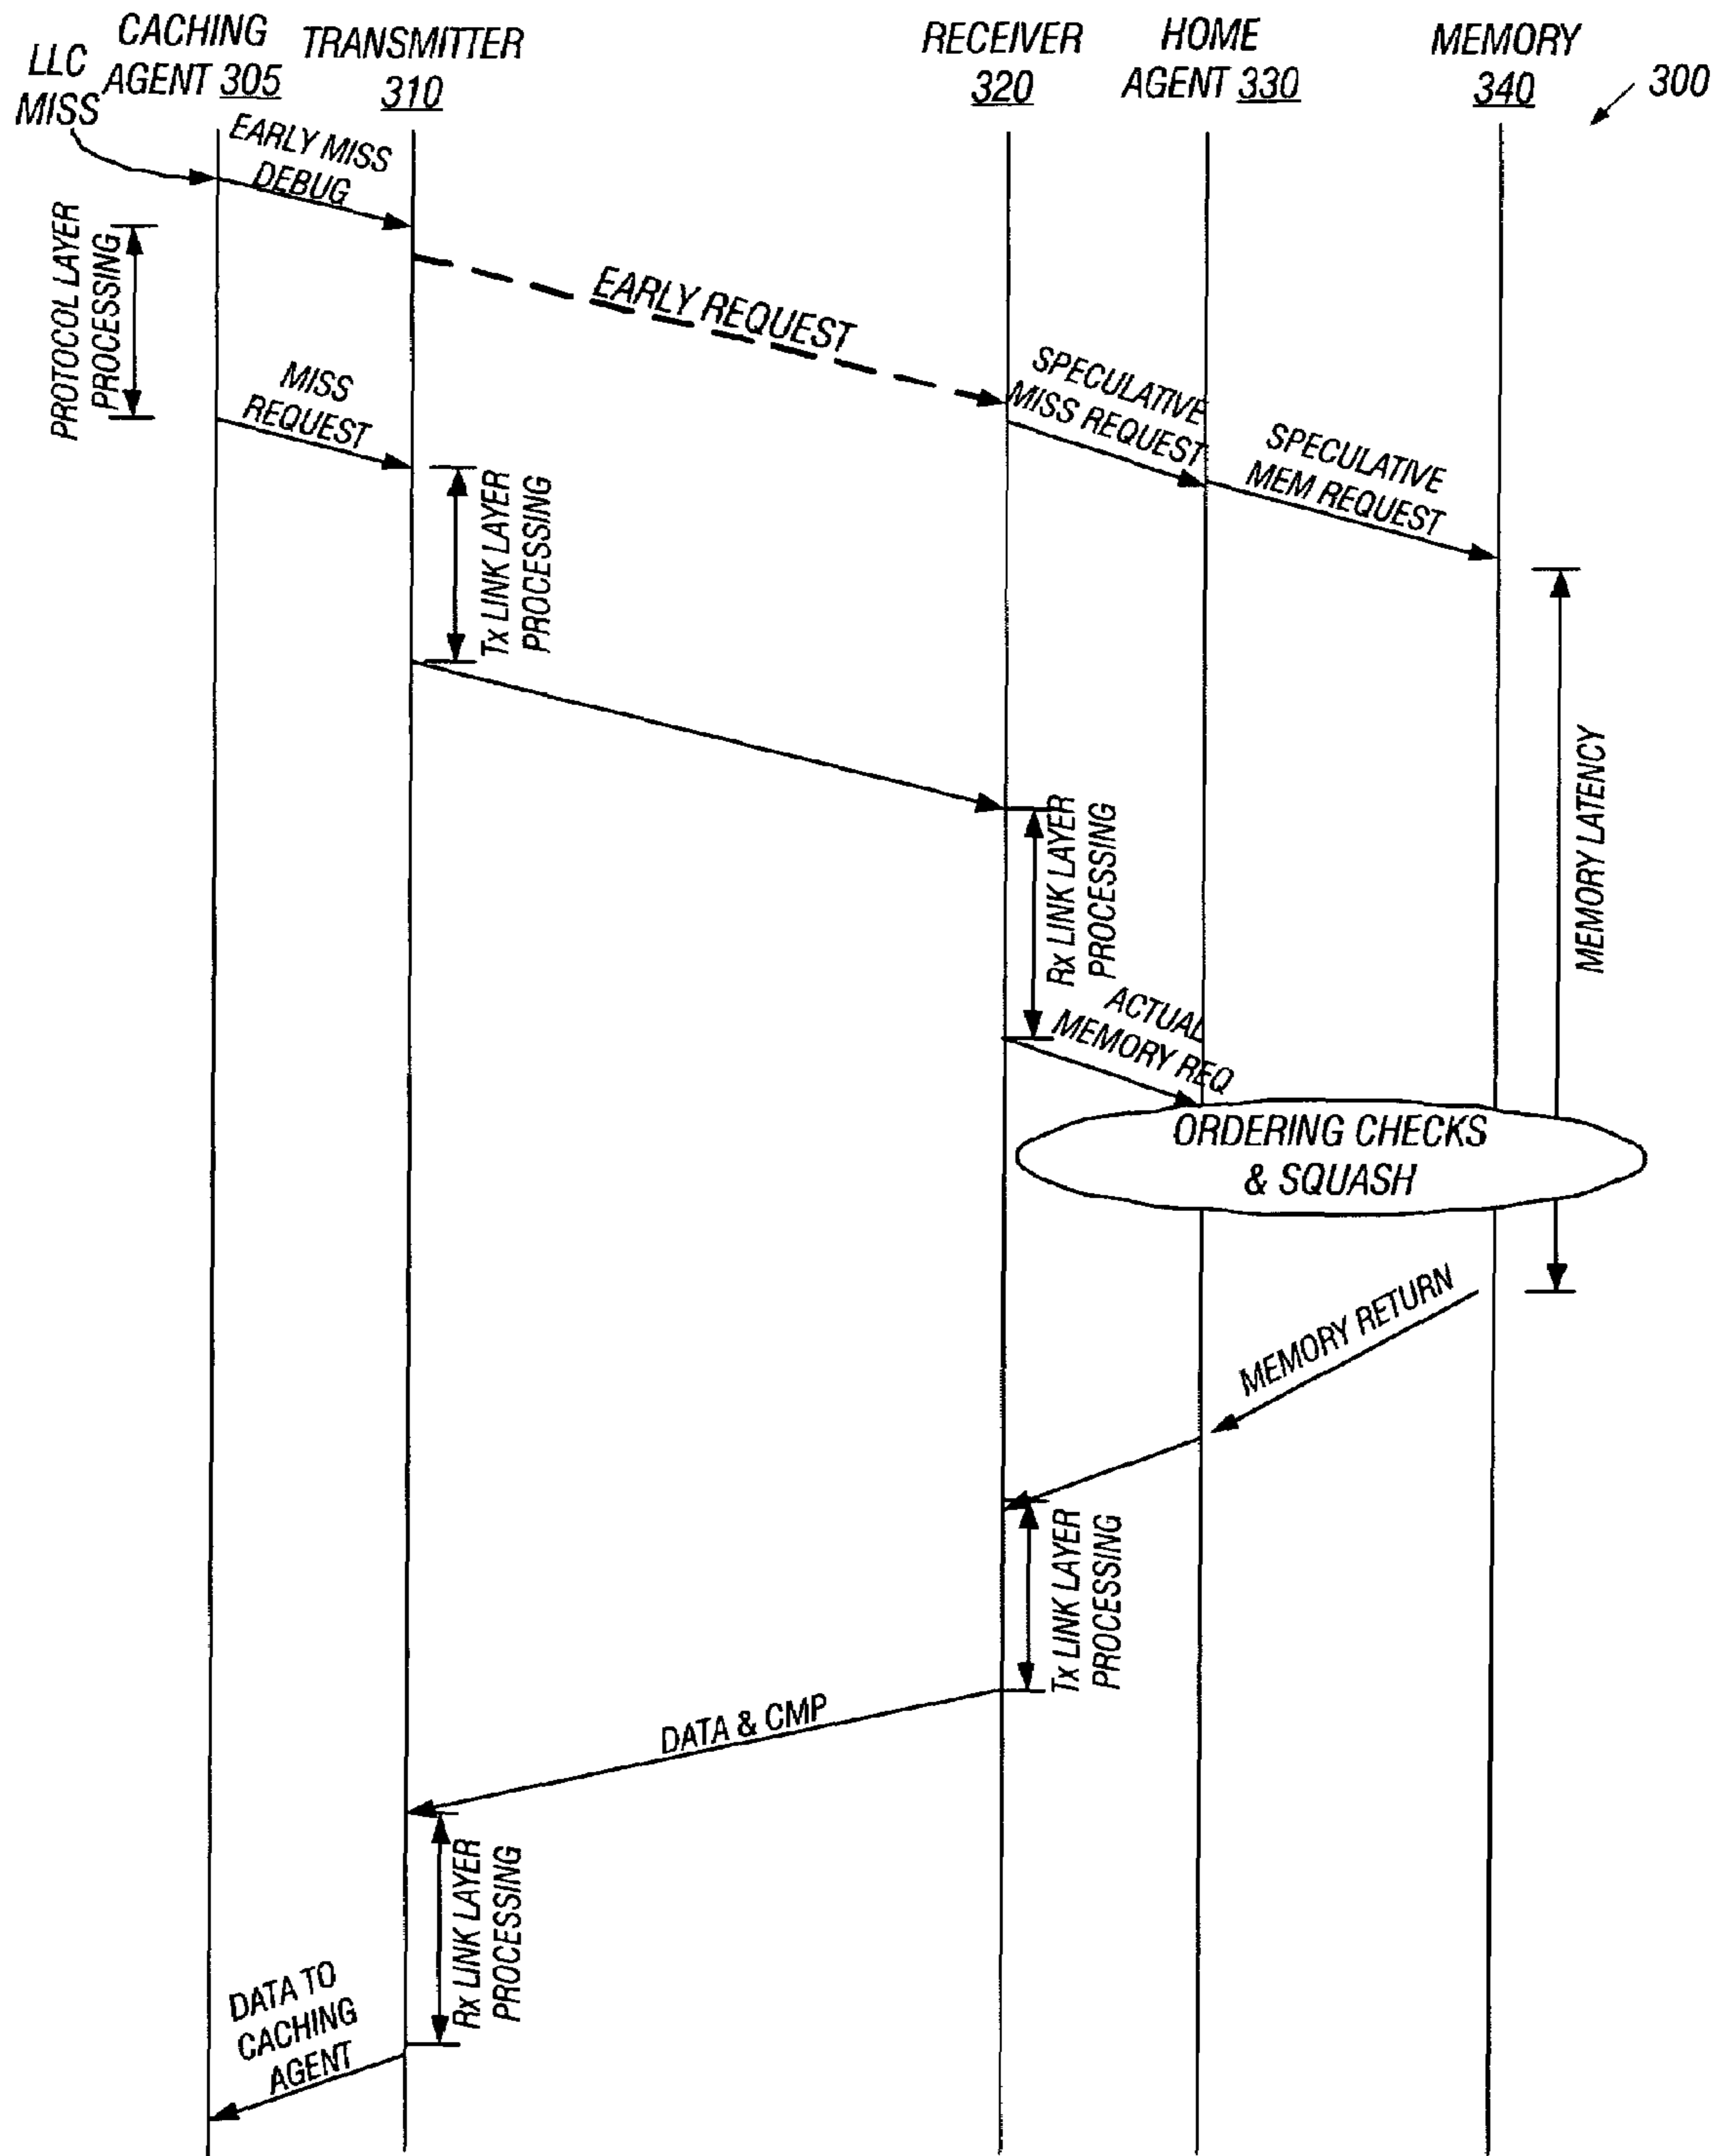 LLC
MISS
CACHING
AGENT 305
TRANSMITTER
310
RECEIVER
320
HOME
AGENT 330
MEMORY
340
300
EARLY MISS
DEBUG
PROTOCOL LAYER
PROCESSING
EARLY REQUEST
MISS
REQUEST
SPECULATIVE
MISS REQUEST
SPECULATIVE
MEM REQUEST
Tx LINK LAYER
PROCESSING
MEMORY LATENCY
Rx LINK LAYER
PROCESSING
ACTUAL
MEMORY REQ
ORDERING CHECKS
& SQUASH
MEMORY RETURN
Tx LINK LAYER
PROCESSING
DATA & CMP
Rx LINK LAYER
PROCESSING
DATA TO
CACHING
AGENT